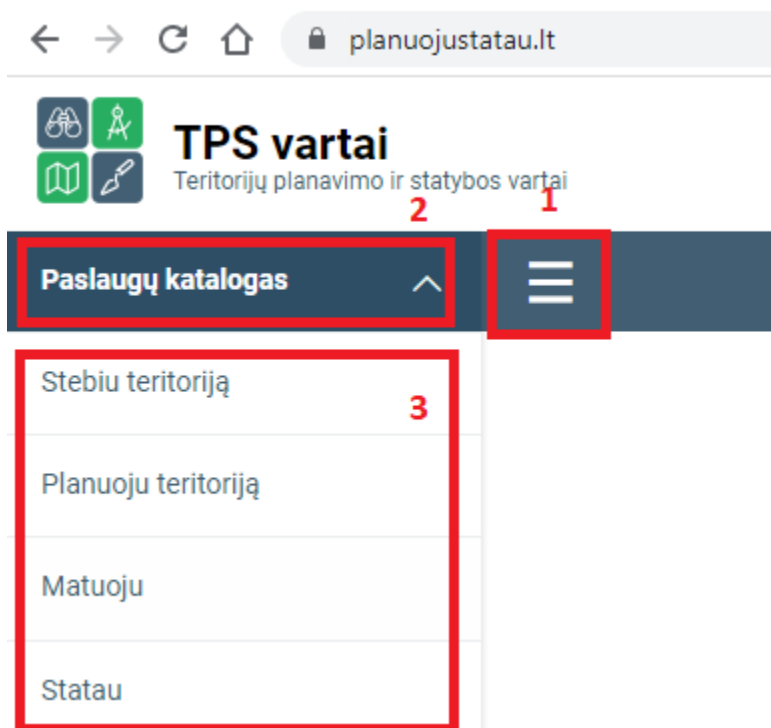 planuojustatau.lt
TPS vartai
Teritorijų planavimo ir statybos vartai
2
1
Paslaugų katalogas
Stebiu teritoriją
3
Planuoju teritoriją
Matuoju
Statau